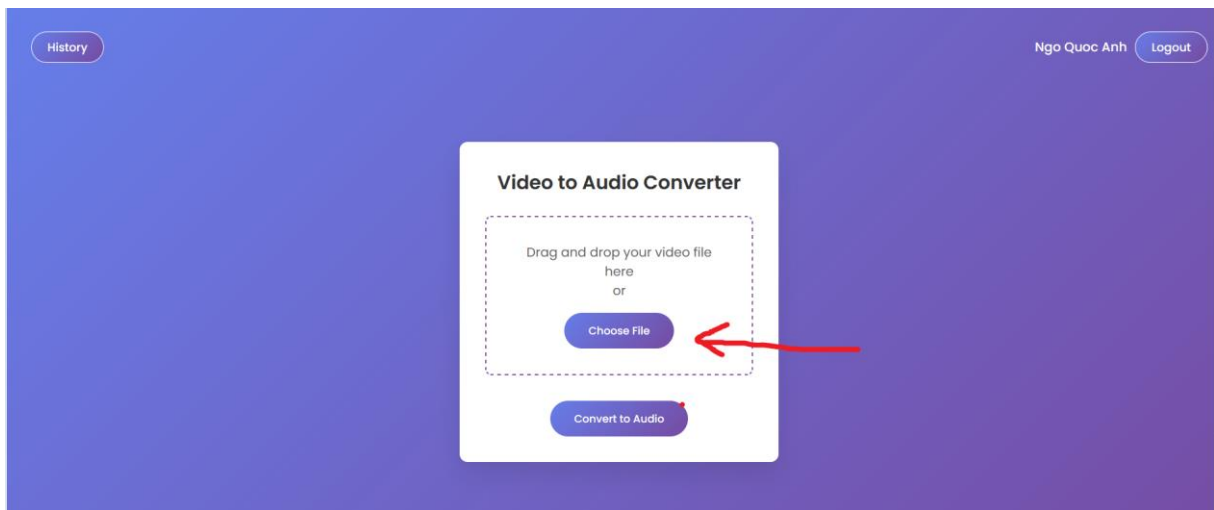 History
Ngo Quoc Anh
Logout
Video to Audio Converter
Drag and drop your video file
here
or
Choose File
Convert to Audio